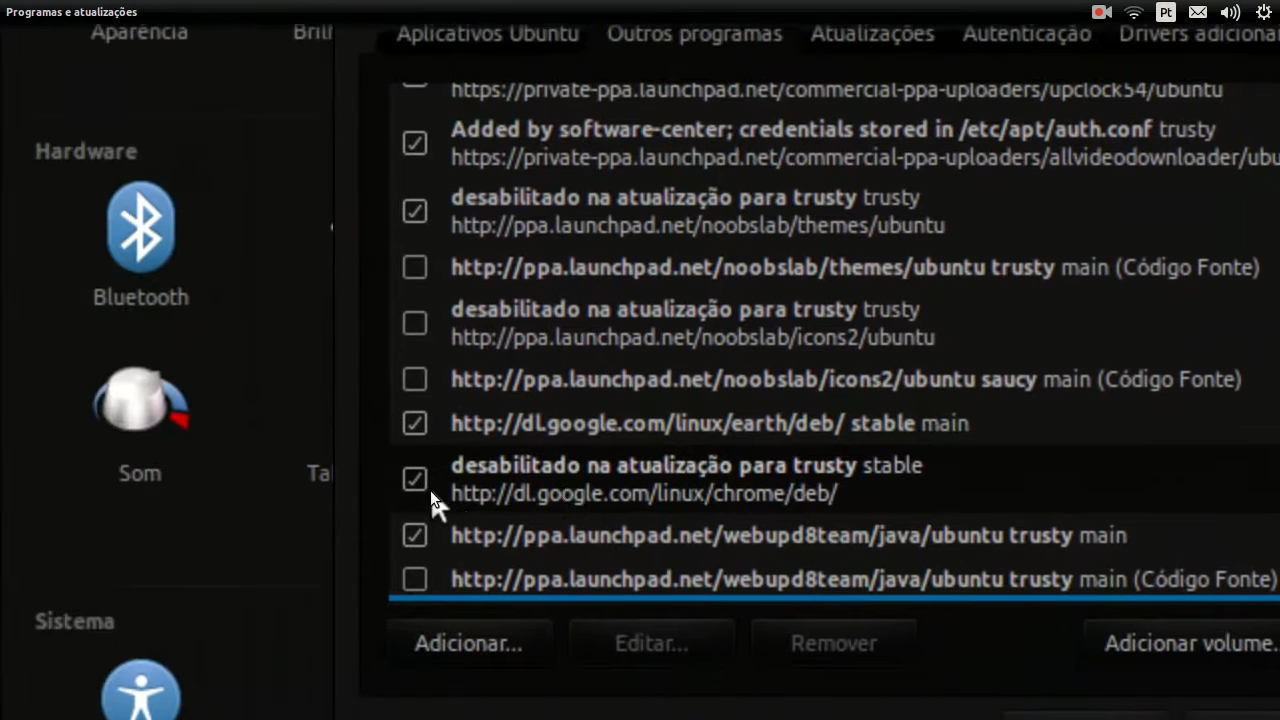 Programas e atualizações
Pt
Aparência
Bril
Hardware
Bluetooth
Som
Ta
Sistema
Aplicativos Ubuntu Outros programas Atualizações Autenticação Drivers adicionai
https://private-ppa.launchpad.net/commercial-ppa-uploaders/upclock54/ubuntu
Added by software-center; credentials stored in /etc/apt/auth.conf trusty
https://private-ppa.launchpad.net/commercial-ppa-uploaders/allvideodownloader/ubu
desabilitado na atualização para trusty trusty
http://ppa.launchpad.net/noobslab/themes/ubuntu
http://ppa.launchpad.net/noobslab/themes/ubuntu trusty main (Código Fonte)
desabilitado na atualização para trusty trusty
http://ppa.launchpad.net/noobslab/icons2/ubuntu
http://ppa.launchpad.net/noobslab/icons2/ubuntu saucy main (Código Fonte)
http://dl.google.com/linux/earth/deb/ stable main
desabilitado na atualização para trusty stable
http://dl.google.com/linux/chrome/deb/
http://ppa.launchpad.net/webupd8team/java/ubuntu trusty main
http://ppa.launchpad.net/webupd8team/java/ubuntu trusty main (Código Fonte)
Adicionar... Editar... Remover Adicionar volume..